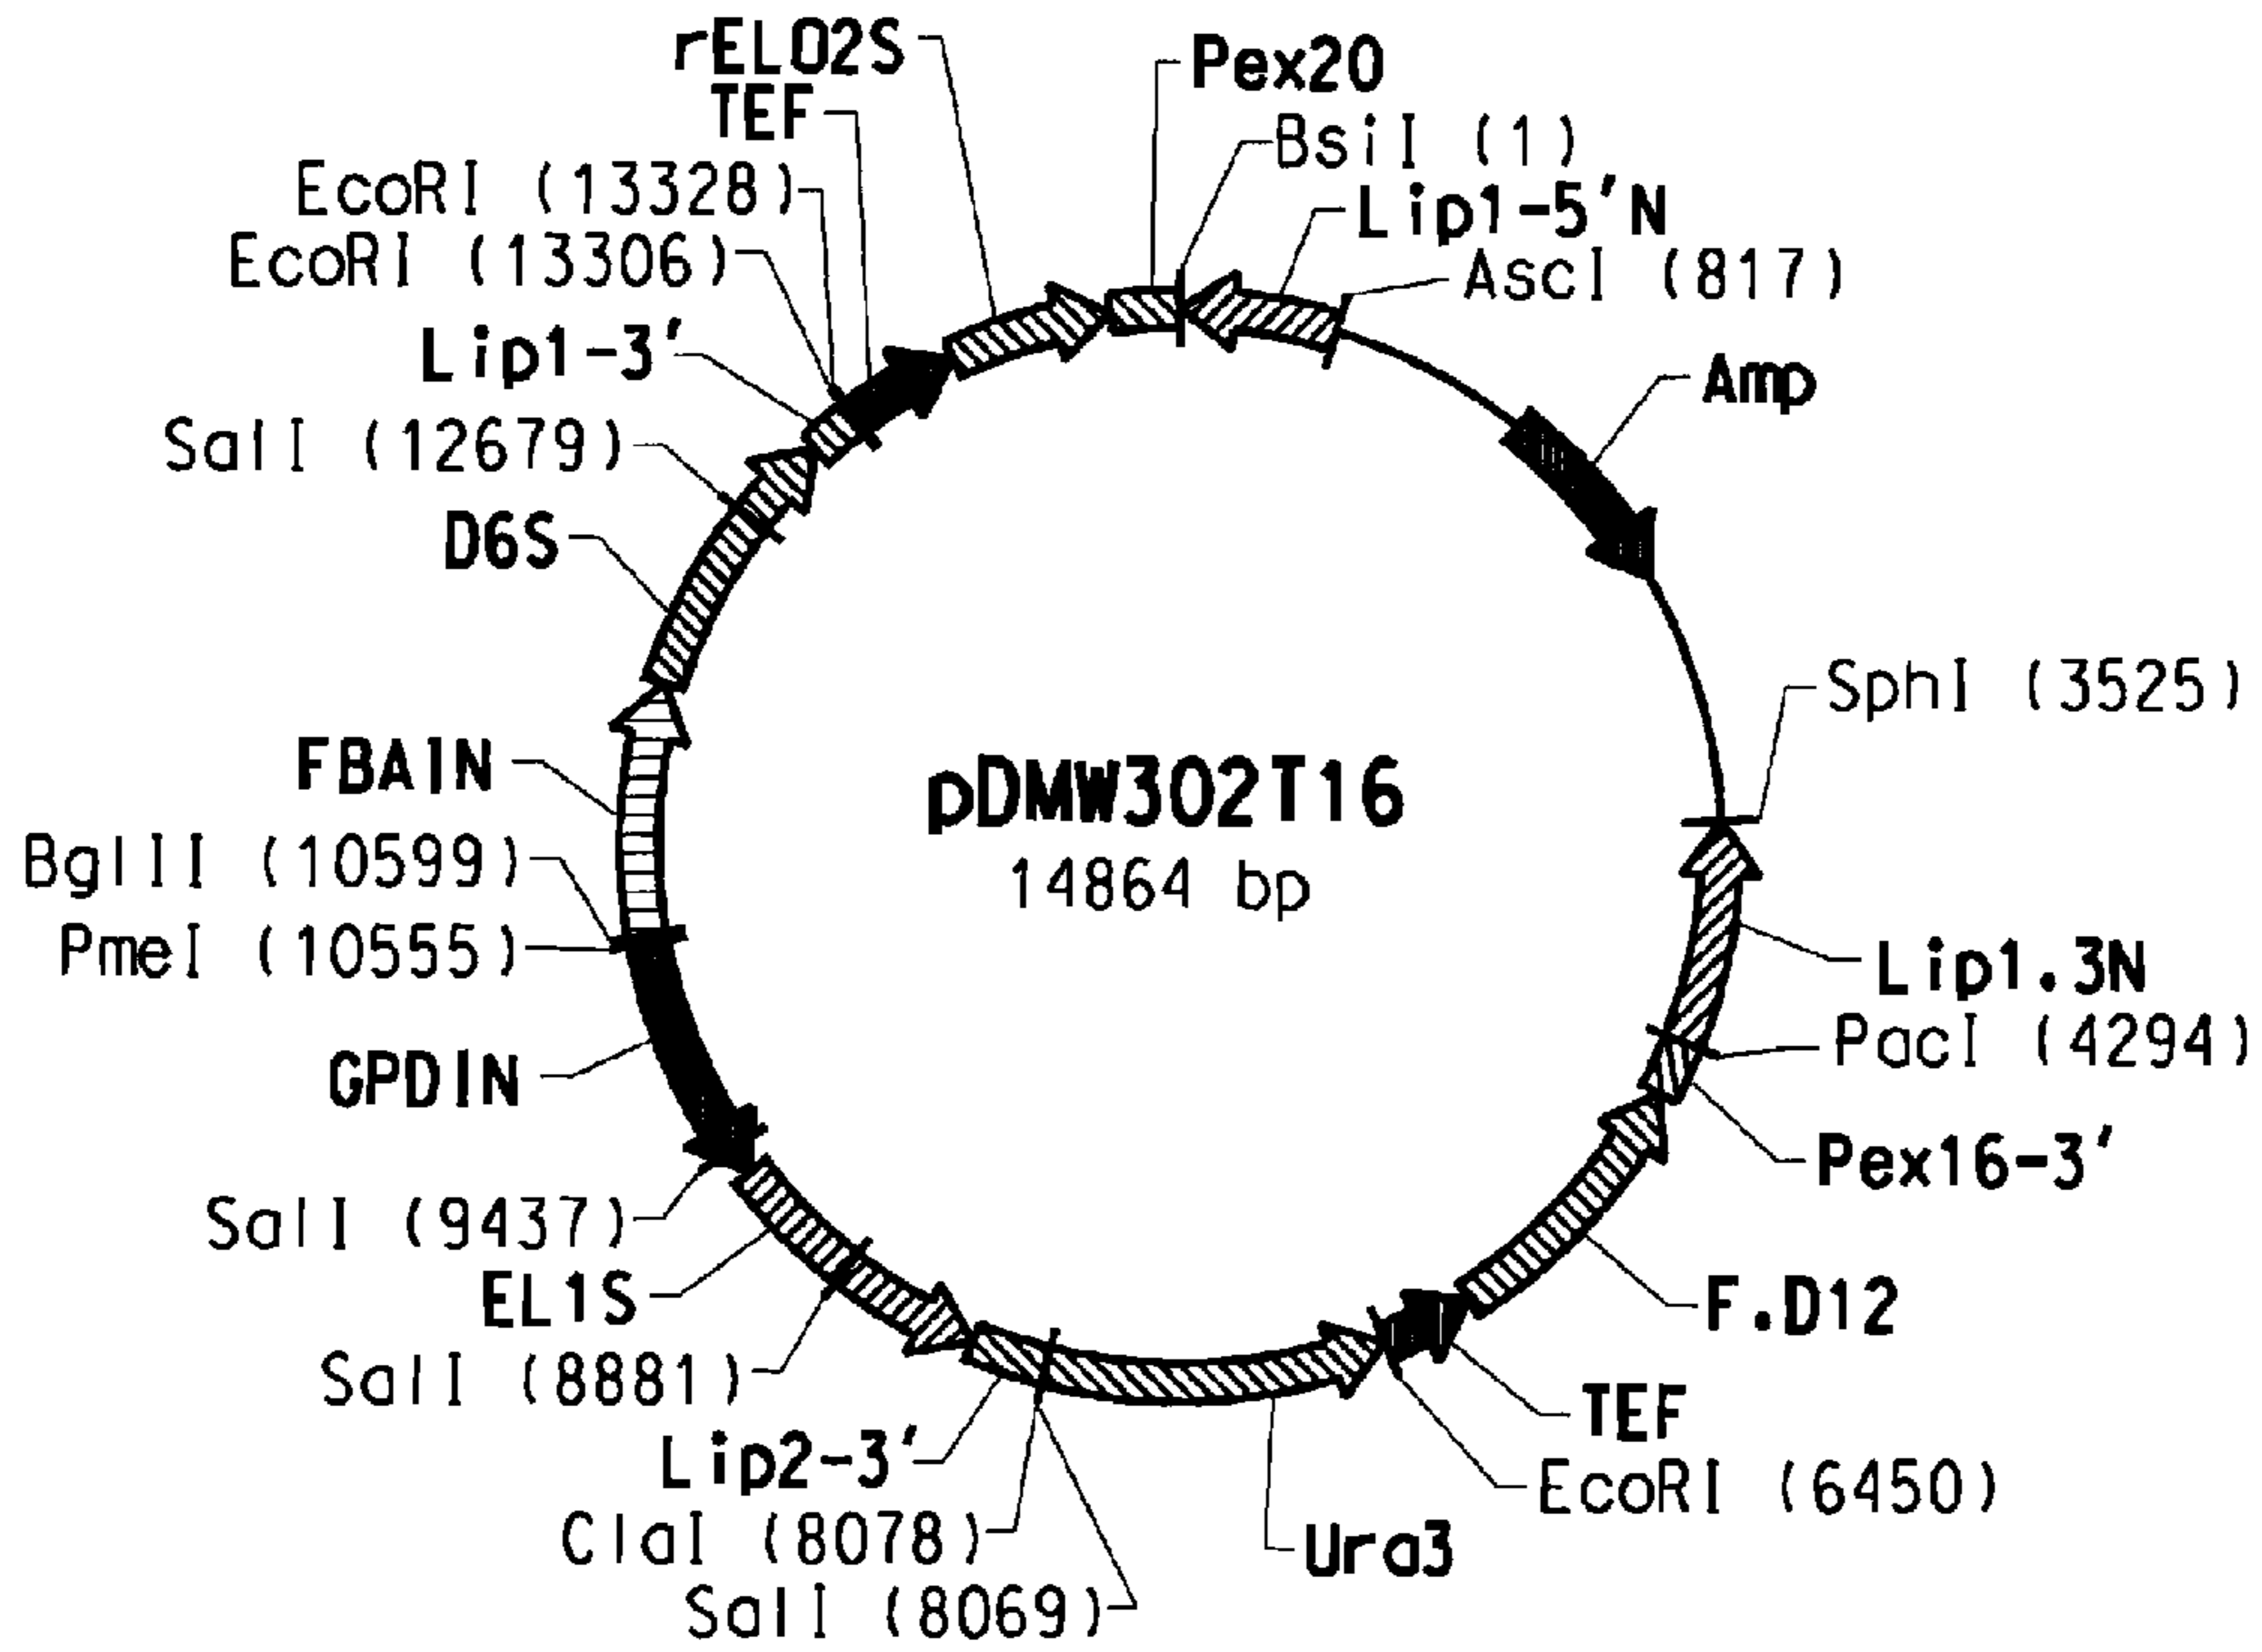 rELO2S
Pex20
TEF
BsiI (1)
EcoRI (13328)
Lip1-5'N
EcoRI (13306)
AscI (817)
Lip1-3'
Amp
SalI (12679)
D6S
SphI (3525)
FBAIN
pDMW302T16
14864 bp
BglII (10599)
PmeI (10555)
Lip1.3N
PacI (4294)
GPDIN
Pex16-3'
SalI (9437)
EL1S
F.D12
SalI (8881)
TEF
Lip2-3'
EcoRI (6450)
ClaI (8078)
Ura3
SalI (8069)